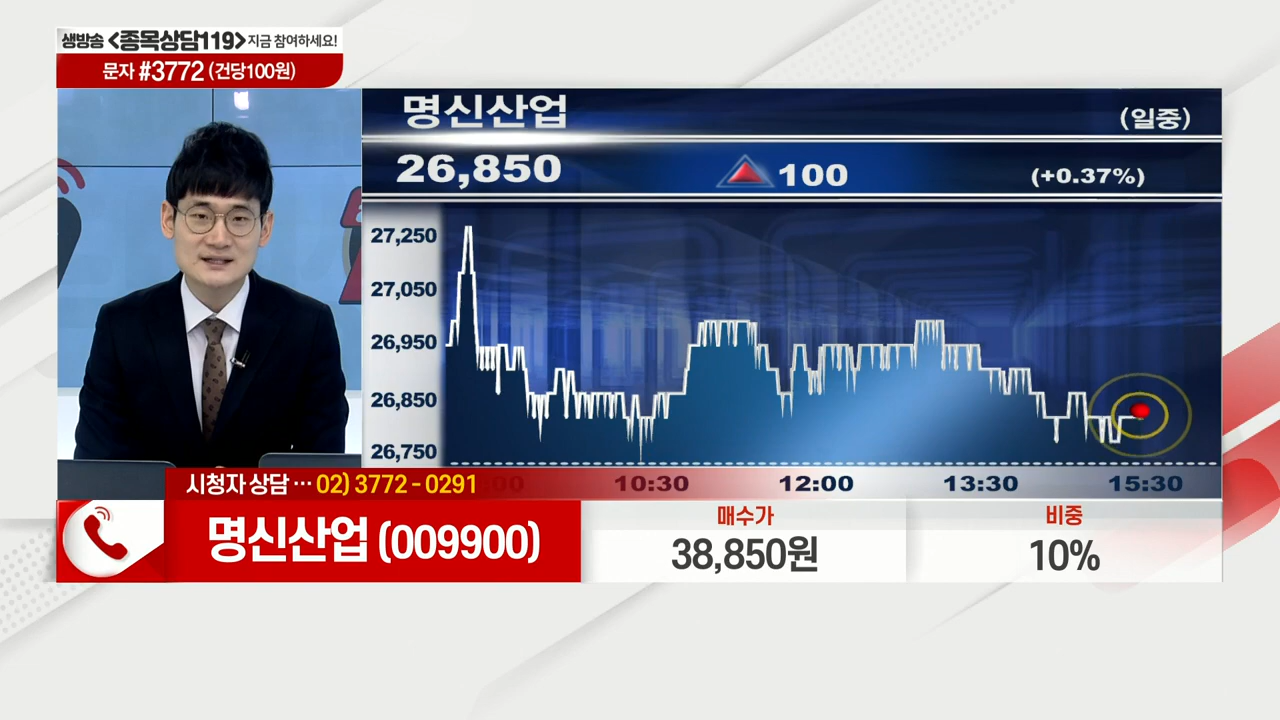 생방송 <종목상담119> 지금 참여하세요!
문자 #3772 (건당100원)
명신산업
(일중)
26,850 ▲ 100 (+0.37%)
27,250
27,050
26,950
26,850
26,750
10:30 12:00 13:30 15:30
시청자 상담 … 02) 3772 - 0291
명신산업 (009900)
매수가
38,850원
비중
10%